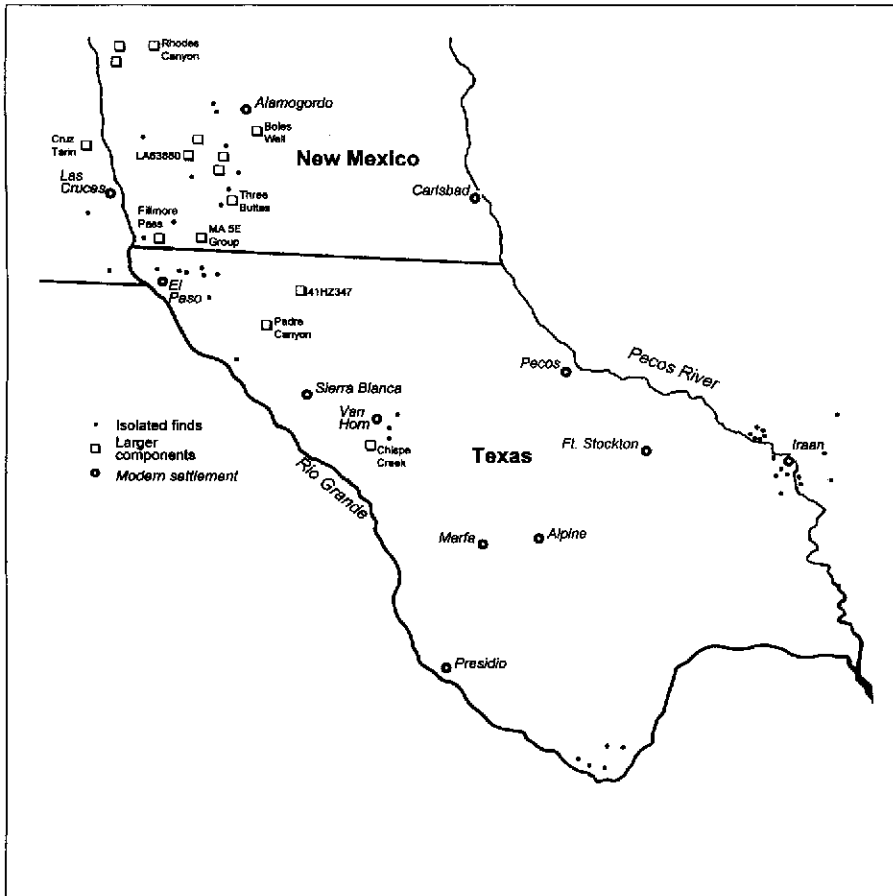 Rhodes
Canyon
Alamogordo
Boles
Well
Cruz
Tarin
LA63880
New Mexico
Las
Cruces
Carlsbad
Three
Buttes
Fillmore
Pass
MA 5E
Group
El
Paso
41HZ347
Padre
Canyon
Pecos
Pecos River
Sierra Blanca
Van
Horn
Isolated finds
Larger
components
Modern settlement
Chispa
Creek
Texas
Ft. Stockton
Iraan
Rio Grande
Marfa
Alpine
Presidio